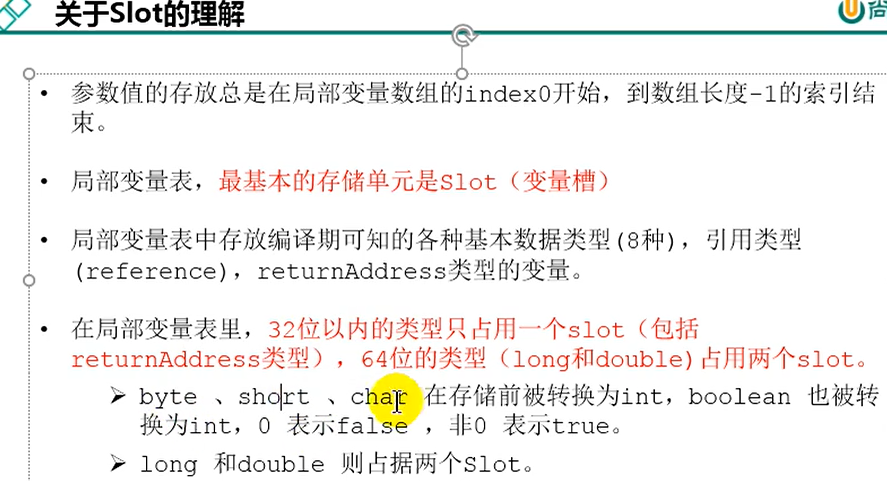 关于Slot的理解
尚
• 参数值的存放总是在局部变量数组的index0开始，到数组长度-1的索引结
束。
• 局部变量表，最基本的存储单元是Slot（变量槽）
• 局部变量表中存放编译期可知的各种基本数据类型(8种)，引用类型
(reference)，returnAddress类型的变量。
• 在局部变量表里，32位以内的类型只占用一个slot（包括
returnAddress类型），64位的类型（long和double)占用两个slot。
➢ byte 、short 、char 在存储前被转换为int，boolean 也被转
换为int，0 表示false ，非0 表示true。
➢ long 和double 则占据两个Slot。